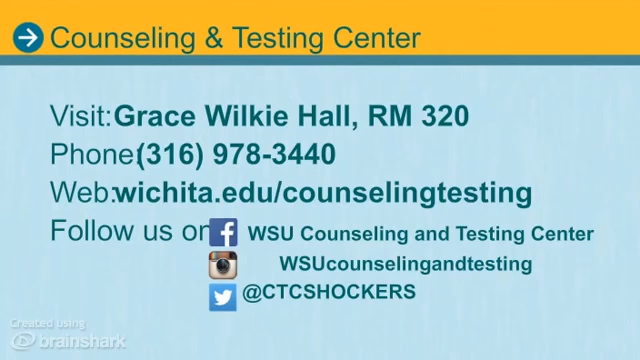 Counseling & Testing Center
Visit: Grace Wilkie Hall, RM 320
Phone: (316) 978-3440
Web: wichita.edu/counselingtesting
Follow us on WSU Counseling and Testing Center
WSUcounselingandtesting
@CTCSHOCKERS
Created using
brainshark